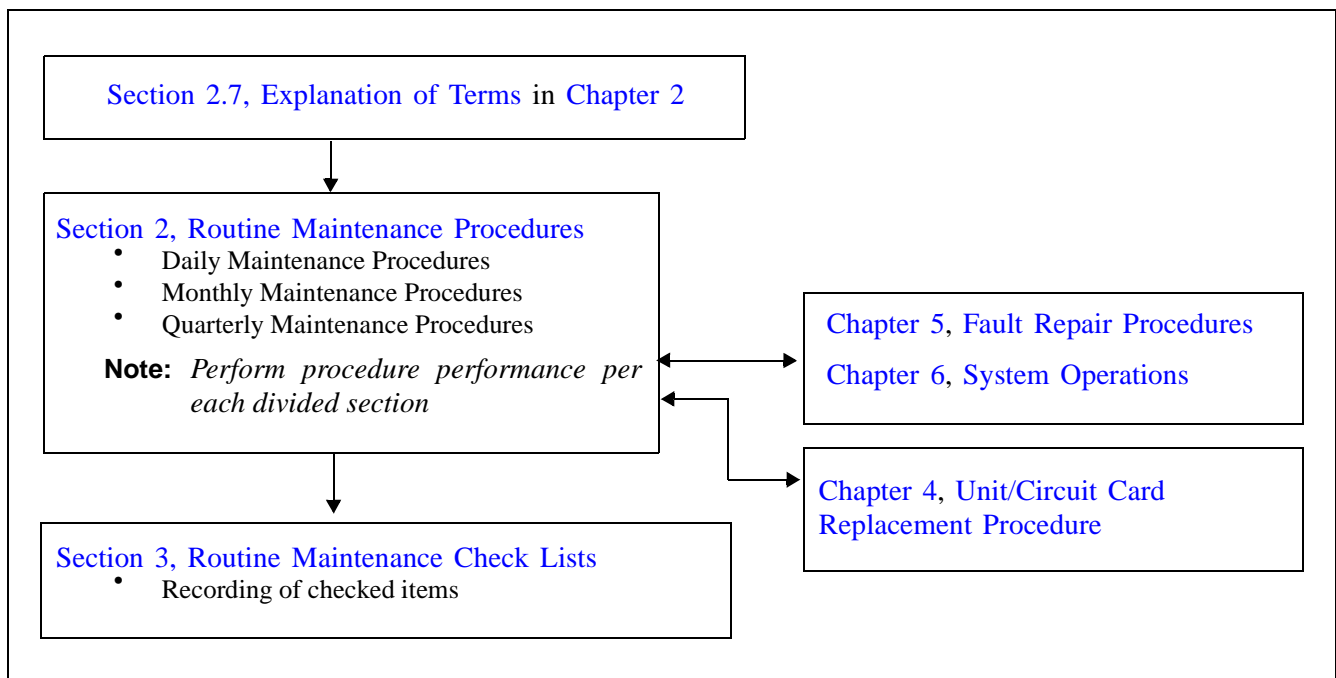 Section 2.7, Explanation of Terms in Chapter 2
Section 2, Routine Maintenance Procedures
• Daily Maintenance Procedures
• Monthly Maintenance Procedures
• Quarterly Maintenance Procedures
Note: Perform procedure performance per
each divided section
Chapter 5, Fault Repair Procedures
Chapter 6, System Operations
Chapter 4, Unit/Circuit Card
Replacement Procedure
Section 3, Routine Maintenance Check Lists
• Recording of checked items